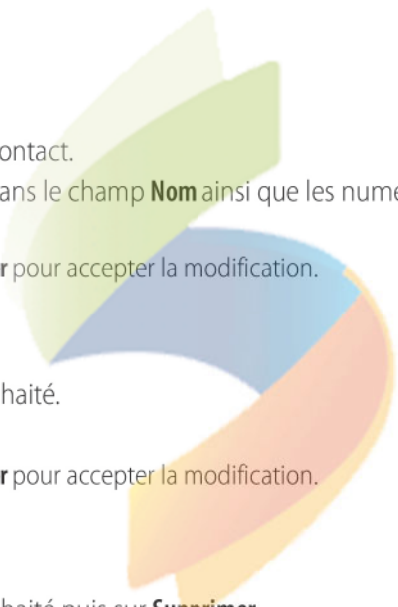 ontact.
ans le champ Nom ainsi que les numé
r pour accepter la modification.
haité.
r pour accepter la modification.
haité puis sur Supprimer